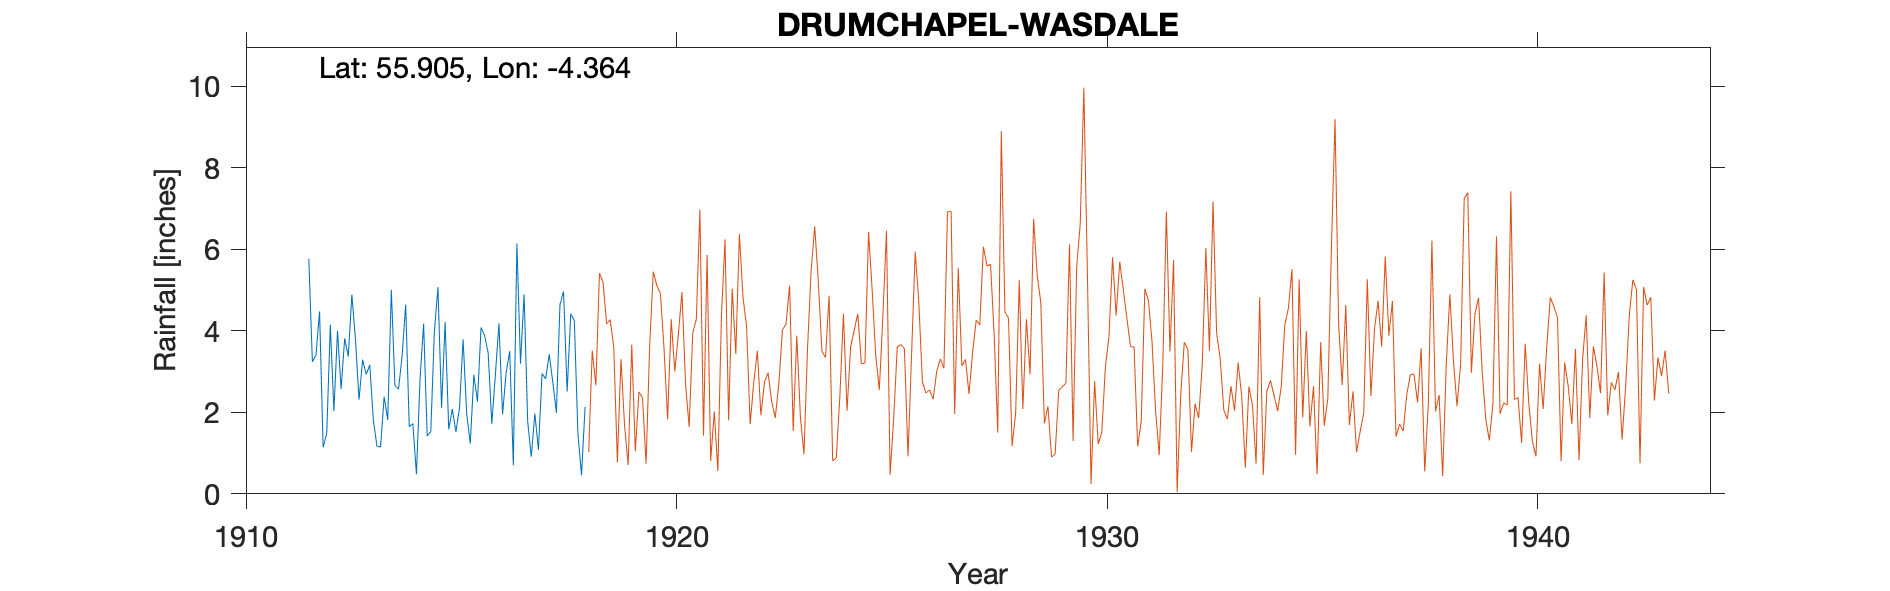 DRUMCHAPEL-WASDALE
Lat: 55.905, Lon: -4.364
Rainfall [inches]
10
8
6
4
2
0
1910 1920 1930 1940
Year